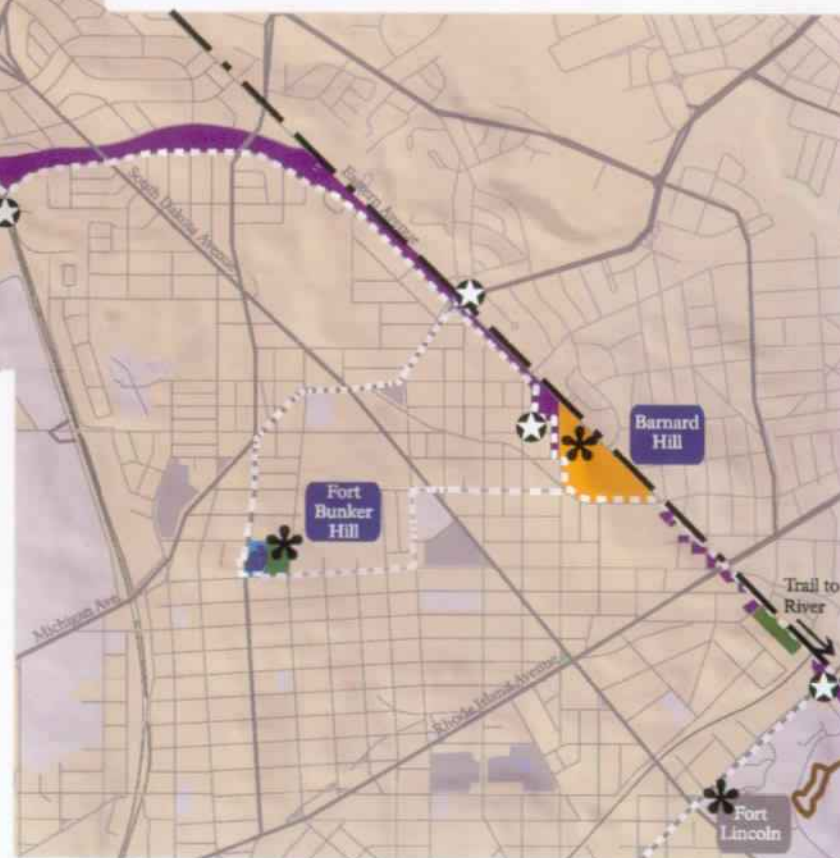 South Dakota Avenue
Eastern Avenue
Barnard
Hill
Fort
Bunker
Hill
Trail to
River
Michigan Ave
Rhode Island Avenue
Fort
Lincoln